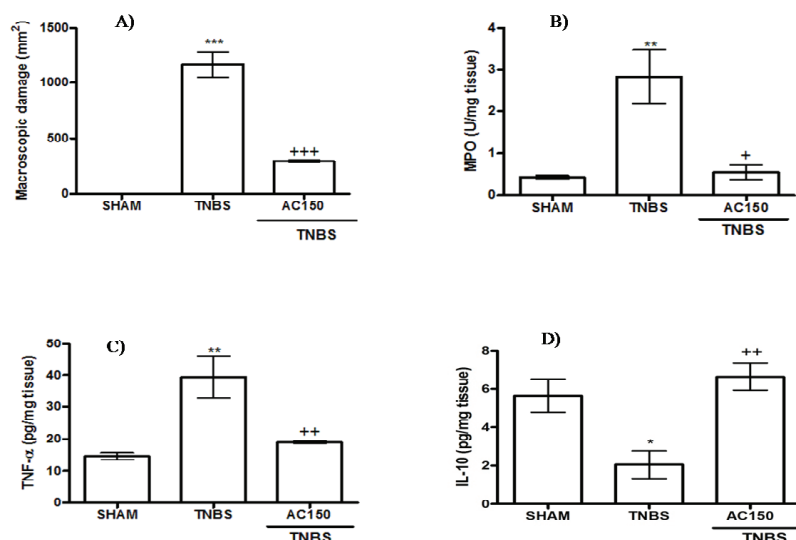 A)
Macroscopic damage (mm²)
1500
1000
500
0
***
+++
SHAM
TNBS
AC150
TNBS
B)
MPO (U/mg tissue)
4
3
2
1
0
**
+
SHAM
TNBS
AC150
TNBS
C)
TNF-α (pg/mg tissue)
50
40
30
20
10
0
**
++
SHAM
TNBS
AC150
TNBS
D)
IL-10 (pg/mg tissue)
8
6
4
2
0
*
++
SHAM
TNBS
AC150
TNBS